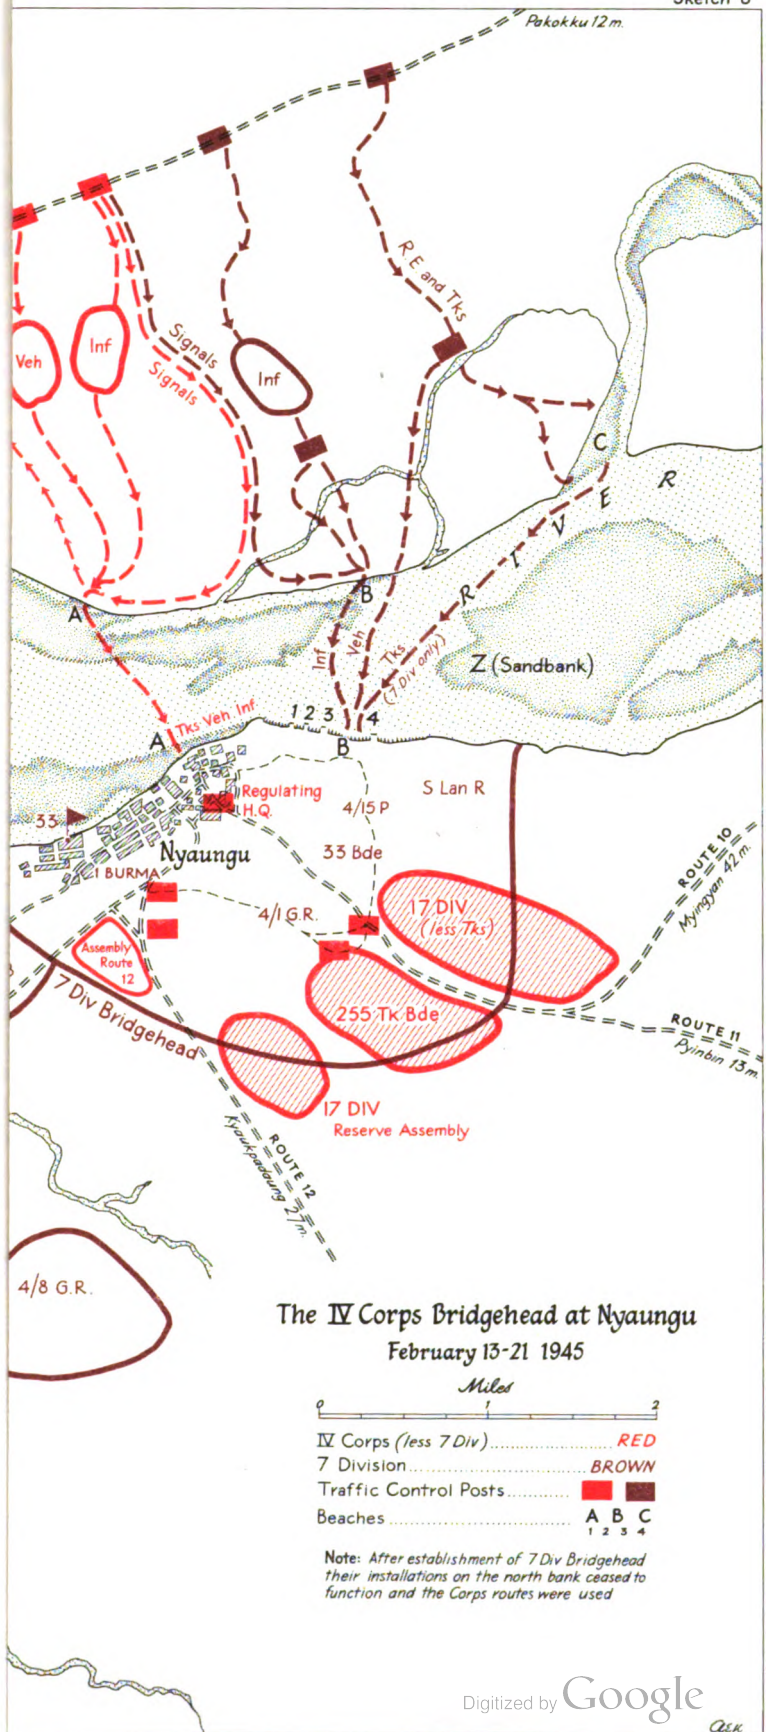 Pakokku 12 m.
R E and Tks
Signals
Signals
Veh
Inf
Inf
C
R
E
V
I
R
A
B
Inf
Veh
Tks
(7 Div only)
Z (Sandbank)
Tks Veh Inf
1 2 3
4
A
B
Regulating
H.Q.
4/15 P
S Lan R
33
Nyaungu
33 Bde
1 BURMA
ROUTE 10
Myingyan 42 m.
4/1 G.R.
17 DIV
(less Tks)
Assembly
Route
12
7 Div Bridgehead
255 Tk Bde
ROUTE 11
Pyinbin 13 m.
17 DIV
Reserve Assembly
ROUTE 12
Kyaukpadaung 27 m.
4/8 G.R.
The IV Corps Bridgehead at Nyaungu
February 13-21 1945
Miles
0 1 2
IV Corps (less 7 Div)..................... RED
7 Division............................. BROWN
Traffic Control Posts............
Beaches ........................ A B C
1 2 3 4
Note: After establishment of 7 Div Bridgehead
their installations on the north bank ceased to
function and the Corps routes were used
Digitized by Google